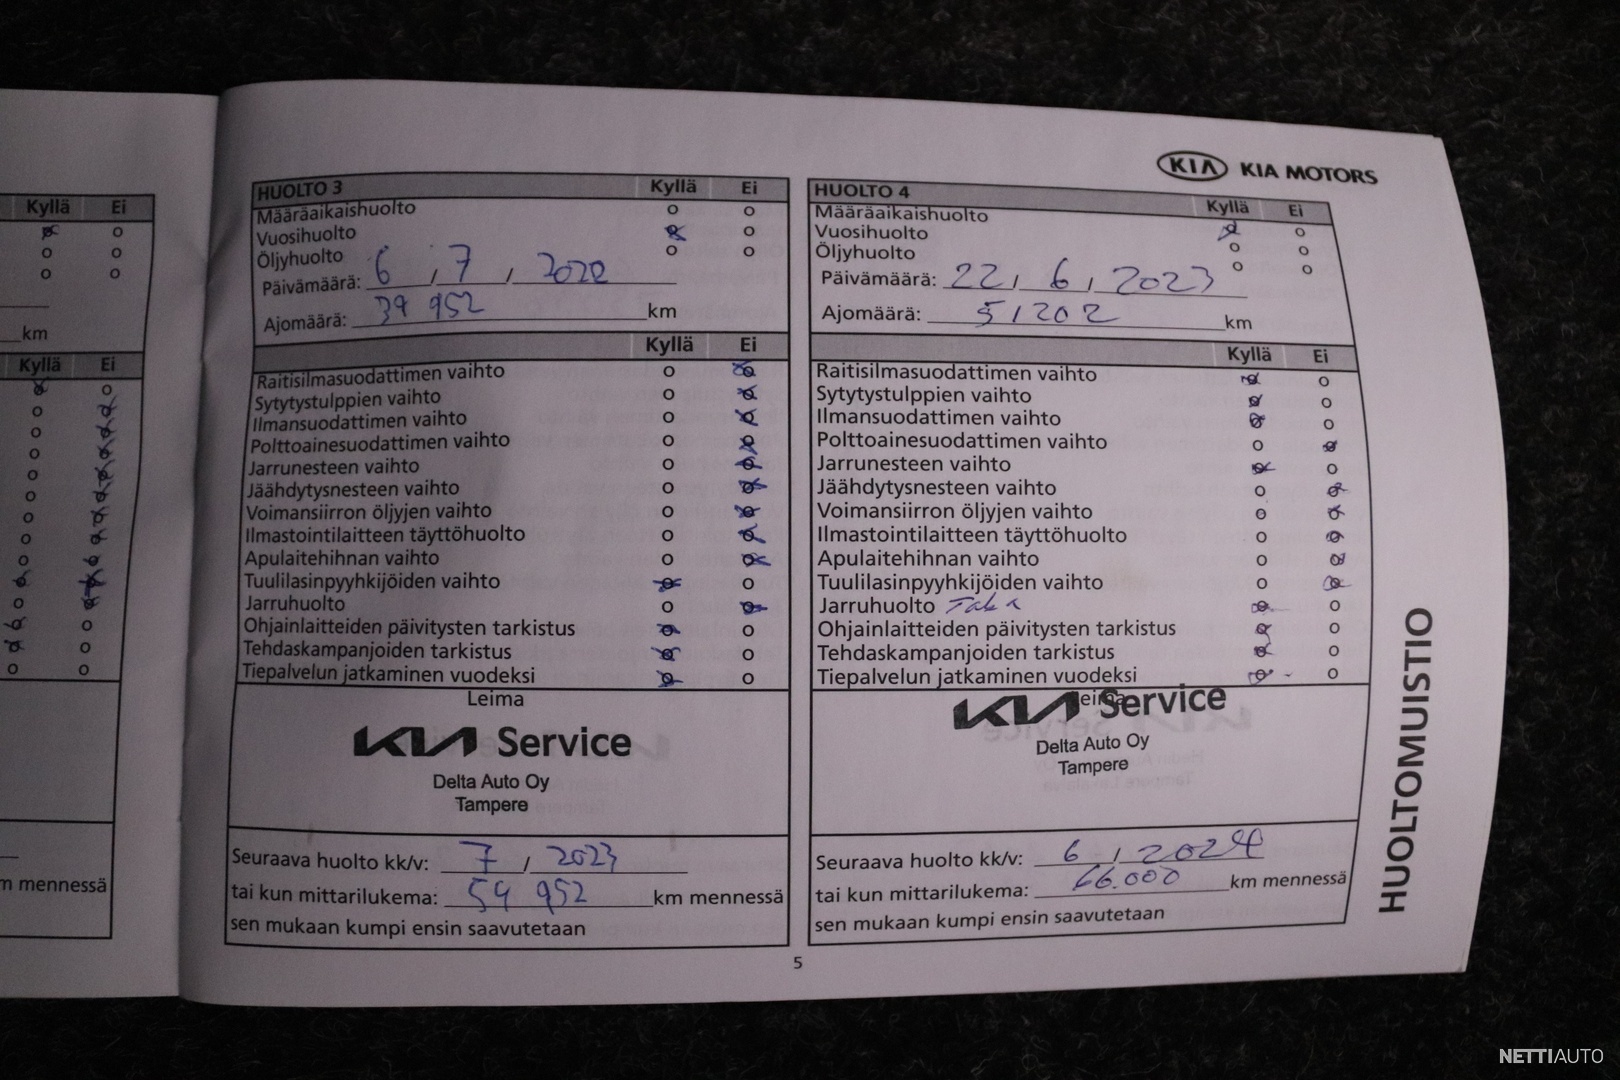 Kyllä Ei
km
Kyllä Ei
m mennessä
KIA KIA MOTORS
HUOLTO 3 Kyllä Ei
Määräaikaishuolto o o
Vuosihuolto o
Öljyhuolto o o
Päivämäärä: 6 / 7 / 2022
Ajomäärä: 39 952 km
Kyllä Ei
Raitisilmasuodattimen vaihto o
Sytytystulppien vaihto o
Ilmansuodattimen vaihto o
Polttoainesuodattimen vaihto o
Jarrunesteen vaihto o
Jäähdytysnesteen vaihto o
Voimansiirron öljyjen vaihto o
Ilmastointilaitteen täyttöhuolto o
Apulaitehihnan vaihto o
Tuulilasinpyyhkijöiden vaihto o
Jarruhuolto o
Ohjainlaitteiden päivitysten tarkistus o
Tehdaskampanjoiden tarkistus o
Tiepalvelun jatkaminen vuodeksi o
Leima
KIA Service
Delta Auto Oy
Tampere
Seuraava huolto kk/v: 7 / 2023
tai kun mittarilukema: 54 952 km mennessä
sen mukaan kumpi ensin saavutetaan
HUOLTO 4 Kyllä Ei
Määräaikaishuolto
Vuosihuolto
Öljyhuolto
Päivämäärä: 22 / 6 / 2023
Ajomäärä: 51202 km
Kyllä Ei
Raitisilmasuodattimen vaihto o
Sytytystulppien vaihto o
Ilmansuodattimen vaihto o
Polttoainesuodattimen vaihto o
Jarrunesteen vaihto o
Jäähdytysnesteen vaihto o
Voimansiirron öljyjen vaihto o
Ilmastointilaitteen täyttöhuolto o
Apulaitehihnan vaihto o
Tuulilasinpyyhkijöiden vaihto o
Jarruhuolto Taka o
Ohjainlaitteiden päivitysten tarkistus o
Tehdaskampanjoiden tarkistus o
Tiepalvelun jatkaminen vuodeksi o
KIA Service
Delta Auto Oy
Tampere
Seuraava huolto kk/v: 6 / 2024
tai kun mittarilukema: 66.000 km mennessä
sen mukaan kumpi ensin saavutetaan
HUOLTOMUISTIO
5
NETTIAUTO